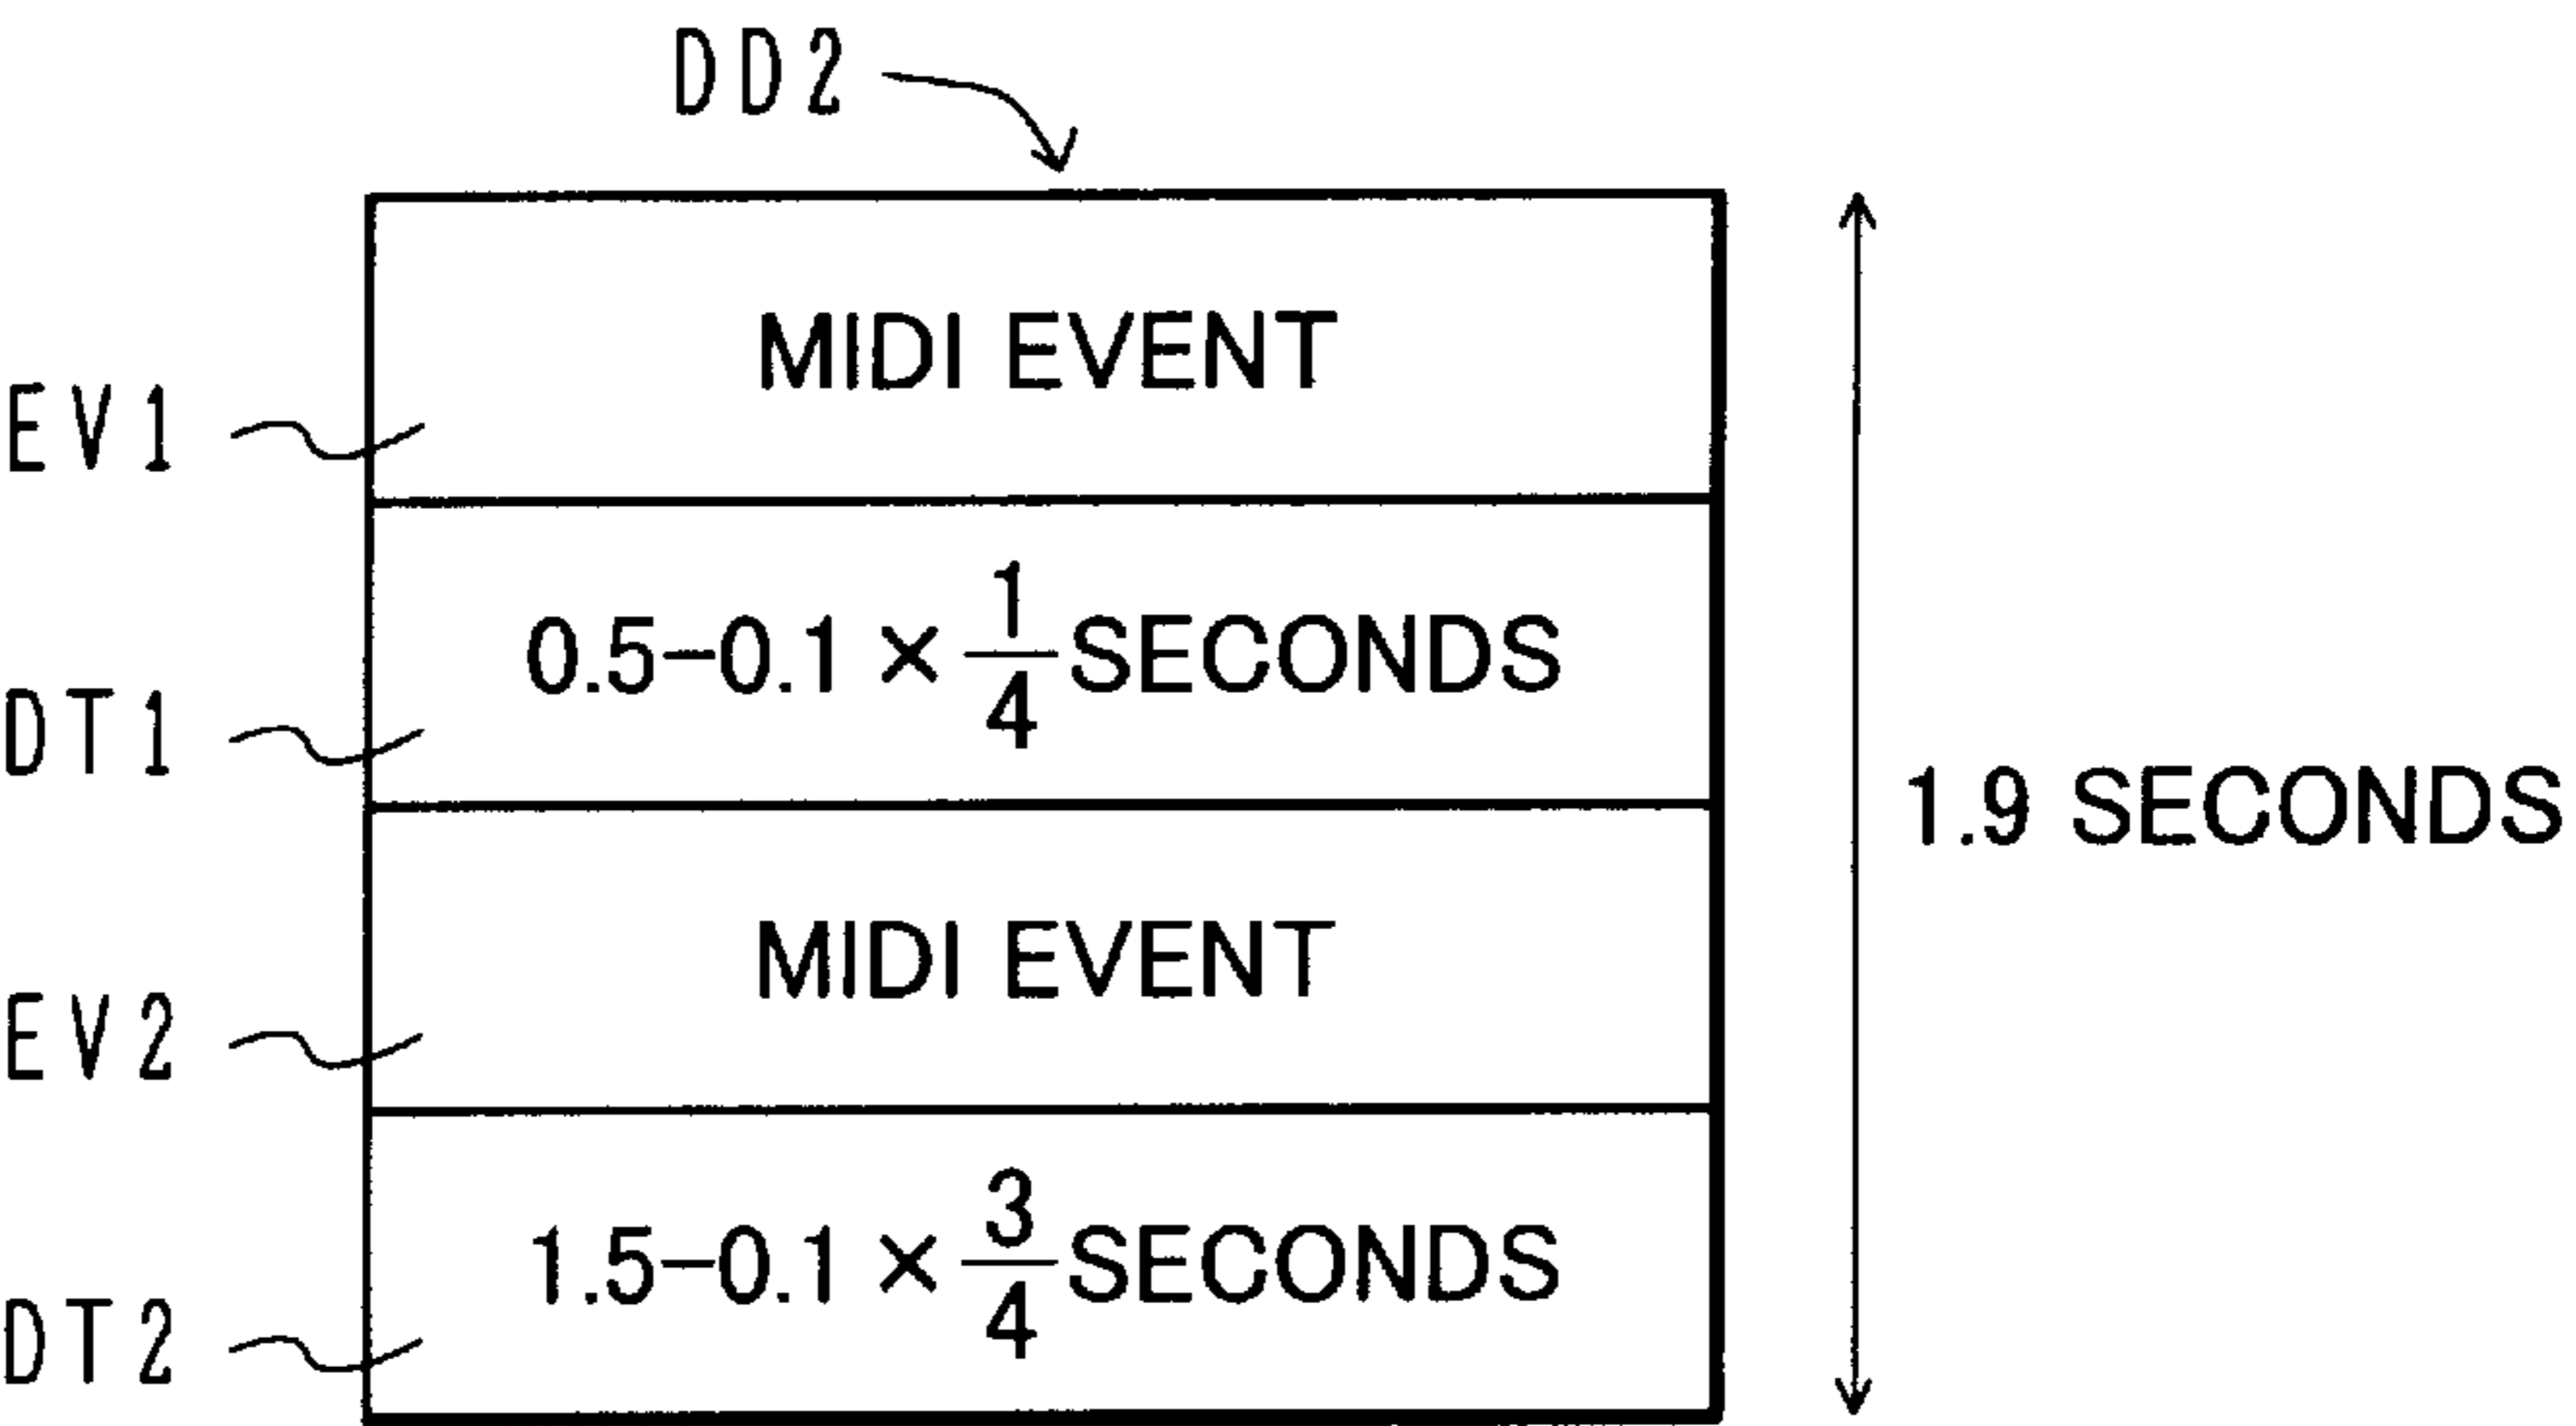 DD2
MIDI EVENT
EV1
0.5-0.1 × 1/4 SECONDS
DT1
1.9 SECONDS
MIDI EVENT
EV2
1.5-0.1 × 3/4 SECONDS
DT2